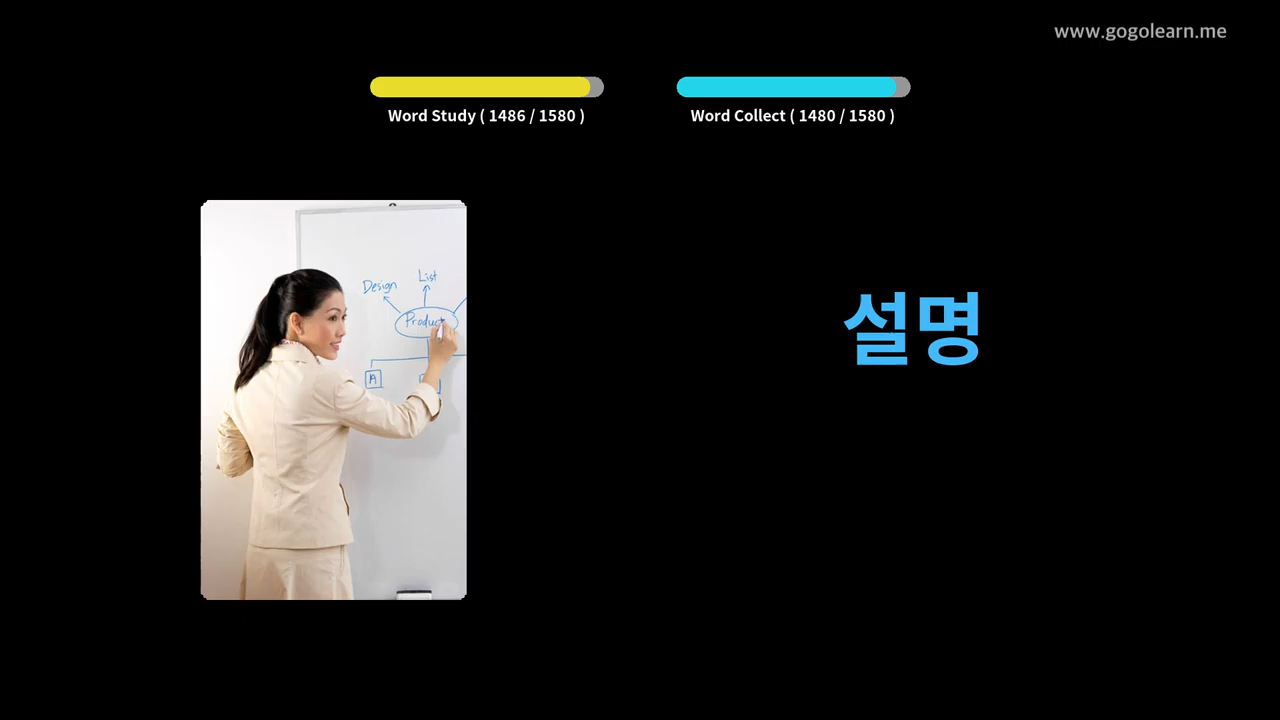 www.gogolearn.me
Word Study ( 1486 / 1580 )
Word Collect ( 1480 / 1580 )
설명
List
Design
Product
A